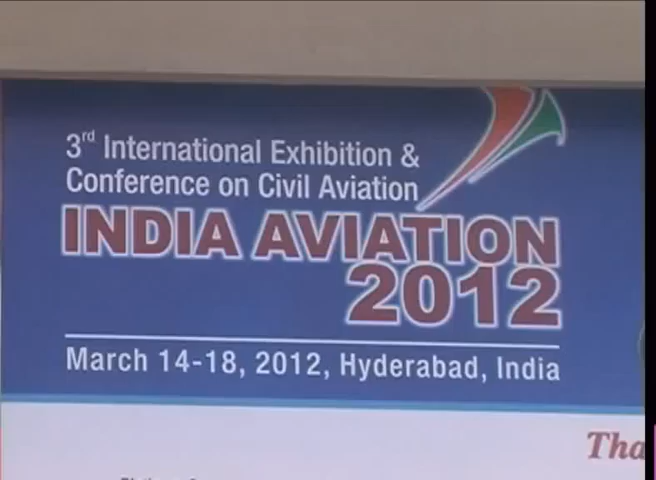 3rd International Exhibition &
Conference on Civil Aviation
INDIA AVIATION
2012
March 14-18, 2012, Hyderabad, India